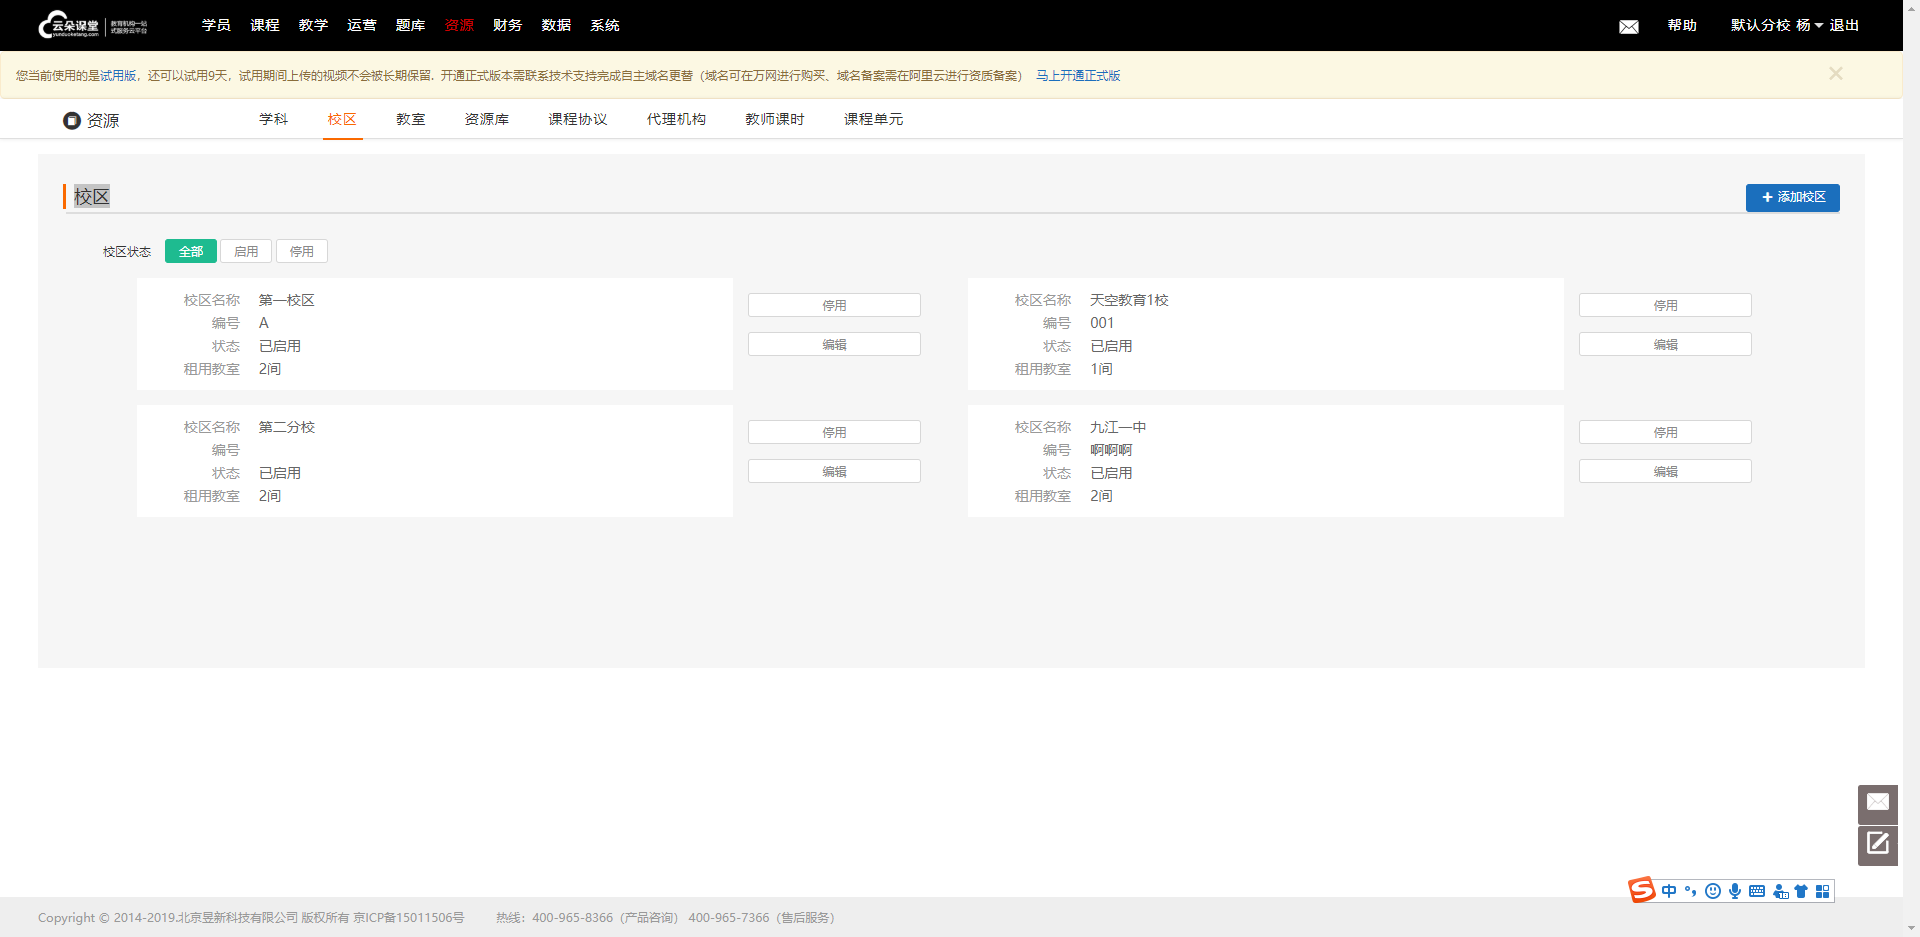 云朵课堂 yunduoketang.com 教育机构一站式服务云平台
学员 课程 教学 运营 题库 资源 财务 数据 系统 帮助 默认分校 杨 退出
您当前使用的是试用版，还可以试用9天，试用期间上传的视频不会被长期保留. 开通正式版本需联系技术支持完成自主域名更替（域名可在万网进行购买、域名备案需在阿里云进行资质备案） 马上开通正式版
资源 学科 校区 教室 资源库 课程协议 代理机构 教师课时 课程单元
校区 添加校区
校区状态 全部 启用 停用
校区名称 第一校区
编号 A
状态 已启用
租用教室 2间
停用
编辑
校区名称 天空教育1校
编号 001
状态 已启用
租用教室 1间
停用
编辑
校区名称 第二分校
编号
状态 已启用
租用教室 2间
停用
编辑
校区名称 九江一中
编号 啊啊啊
状态 已启用
租用教室 2间
停用
编辑
中
Copyright © 2014-2019.北京昱新科技有限公司 版权所有 京ICP备15011506号 热线：400-965-8366（产品咨询） 400-965-7366（售后服务）